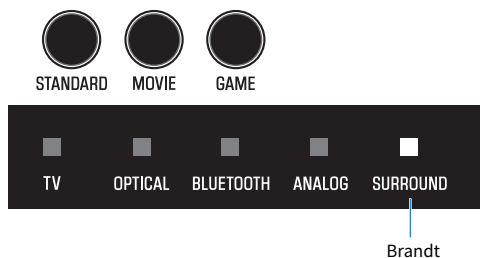 STANDARD MOVIE GAME
TV OPTICAL BLUETOOTH ANALOG SURROUND
Brandt